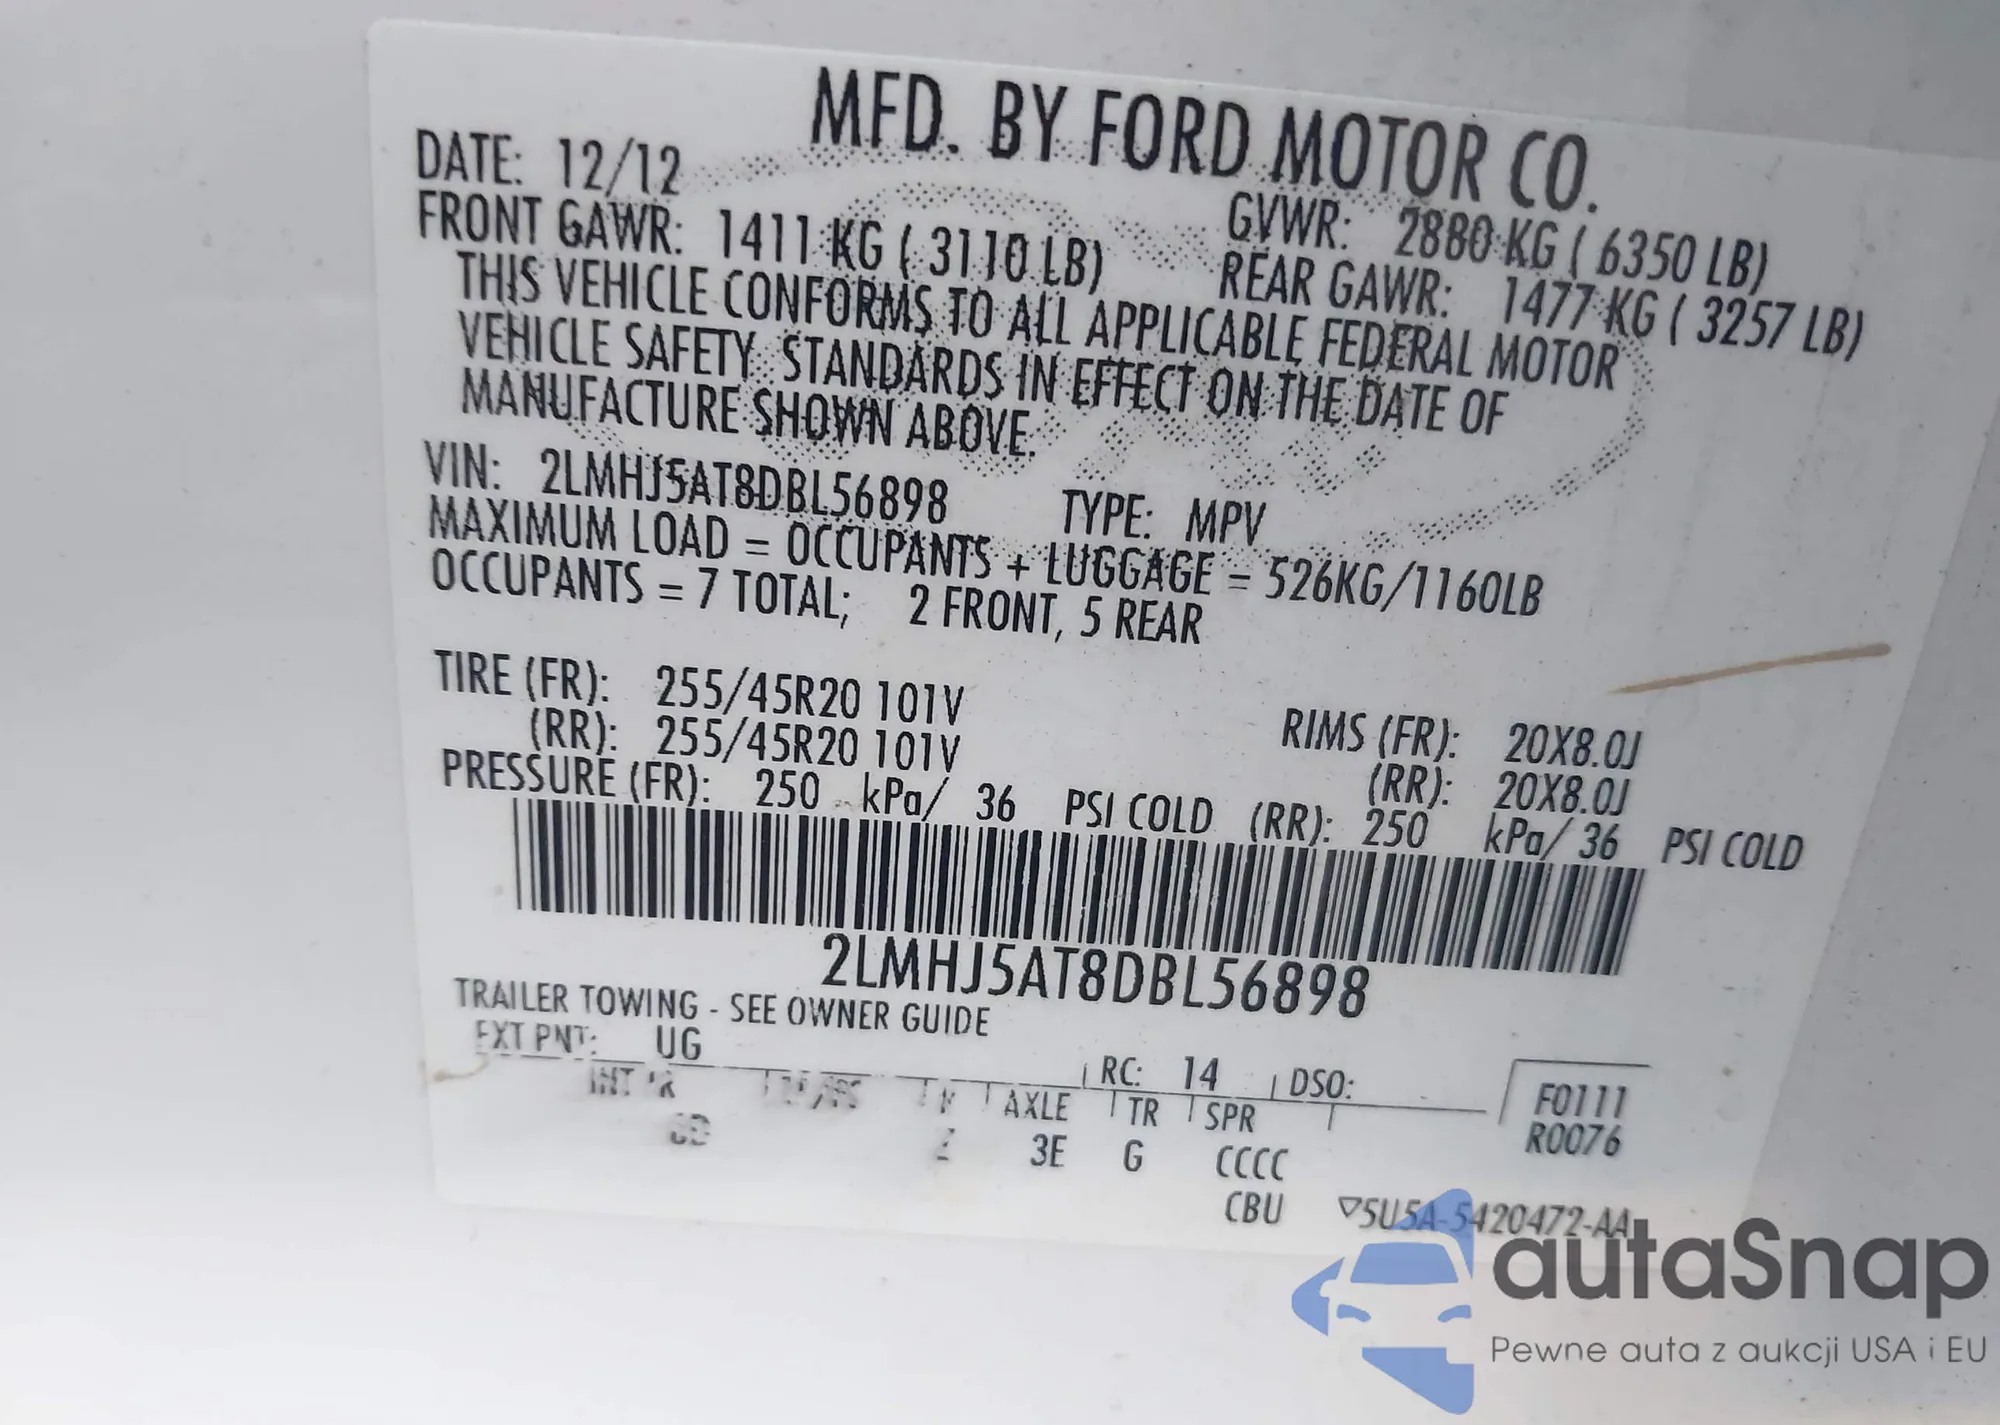 MFD. BY FORD MOTOR CO.
DATE: 12/12 GVWR: 2880 KG ( 6350 LB)
FRONT GAWR: 1411 KG ( 3110 LB) REAR GAWR: 1477 KG ( 3257 LB)
THIS VEHICLE CONFORMS TO ALL APPLICABLE FEDERAL MOTOR
VEHICLE SAFETY STANDARDS IN EFFECT ON THE DATE OF
MANUFACTURE SHOWN ABOVE.
VIN: 2LMHJ5AT8DBL56898 TYPE: MPV
MAXIMUM LOAD = OCCUPANTS + LUGGAGE = 526KG/1160LB
OCCUPANTS = 7 TOTAL; 2 FRONT, 5 REAR
TIRE (FR): 255/45R20 101V RIMS (FR): 20X8.0J
(RR): 255/45R20 101V (RR): 20X8.0J
PRESSURE (FR): 250 kPa/ 36 PSI COLD (RR): 250 kPa/ 36 PSI COLD
2LMHJ5AT8DBL56898
TRAILER TOWING - SEE OWNER GUIDE
EXT PNT: UG RC: 14 DSO: F0111
INT AXLE TR SPR R0076
3E G CCCC
CBU ▽5U5A-5420472-AA
autaSnap
Pewne auta z aukcji USA i EU